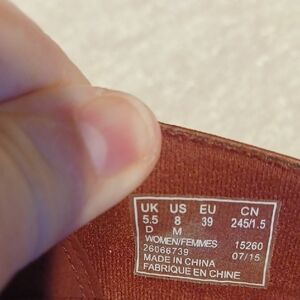 UK US EU CN
5.5 8 39 245/1.5
D M
WOMEN/FEMMES 15260
26066739 07/15
MADE IN CHINA
FABRIQUE EN CHINE